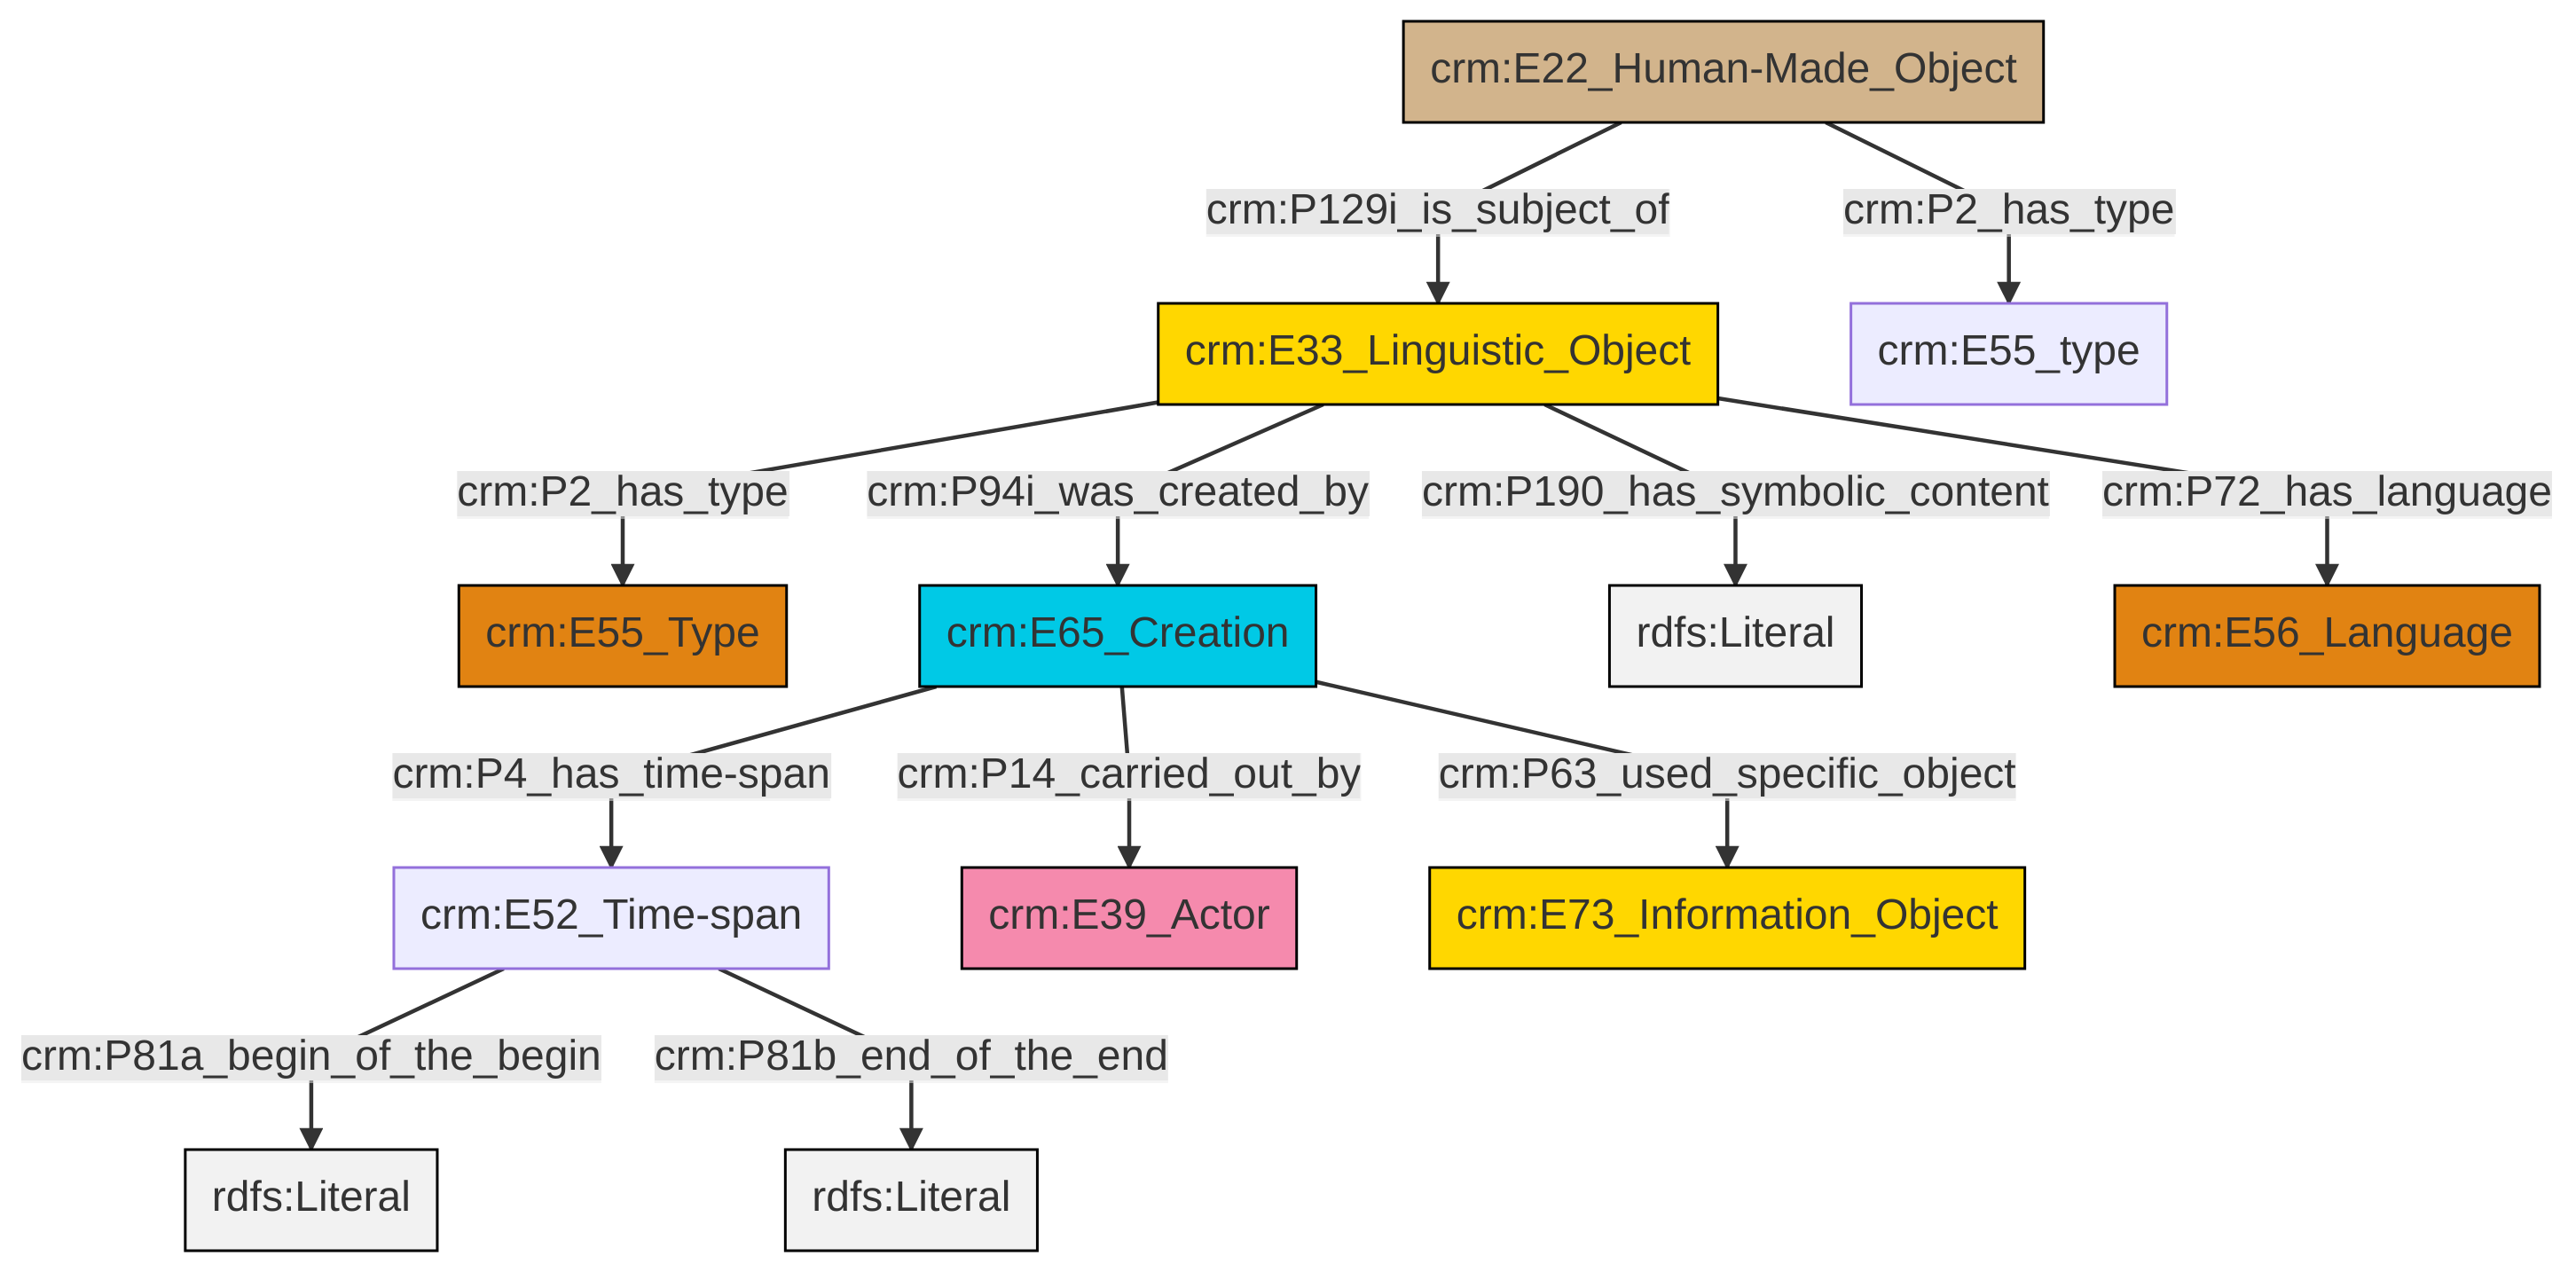 crm:E22_Human-Made_Object
crm:P129i_is_subject_of
crm:P2_has_type
crm:E33_Linguistic_Object
crm:E55_type
crm:P2_has_type
crm:P94i_was_created_by
crm:P190_has_symbolic_content
crm:P72_has_language
crm:E55_Type
crm:E65_Creation
rdfs:Literal
crm:E56_Language
crm:P4_has_time-span
crm:P14_carried_out_by
crm:P63_used_specific_object
crm:E52_Time-span
crm:E39_Actor
crm:E73_Information_Object
crm:P81a_begin_of_the_begin
crm:P81b_end_of_the_end
rdfs:Literal
rdfs:Literal